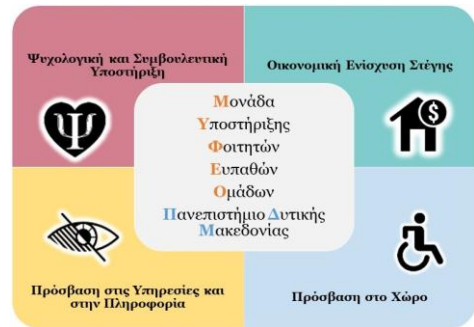 Ψυχολογική και Συμβουλευτική
Υποστήριξη
Οικονομική Ενίσχυση Στέγης
Μονάδα
Υποστήριξης
Φοιτητών
Ευπαθών
Ομάδων
Πανεπιστήμιο Δυτικής
Μακεδονίας
Πρόσβαση στις Υπηρεσίες και
στην Πληροφορία
Πρόσβαση στο Χώρο